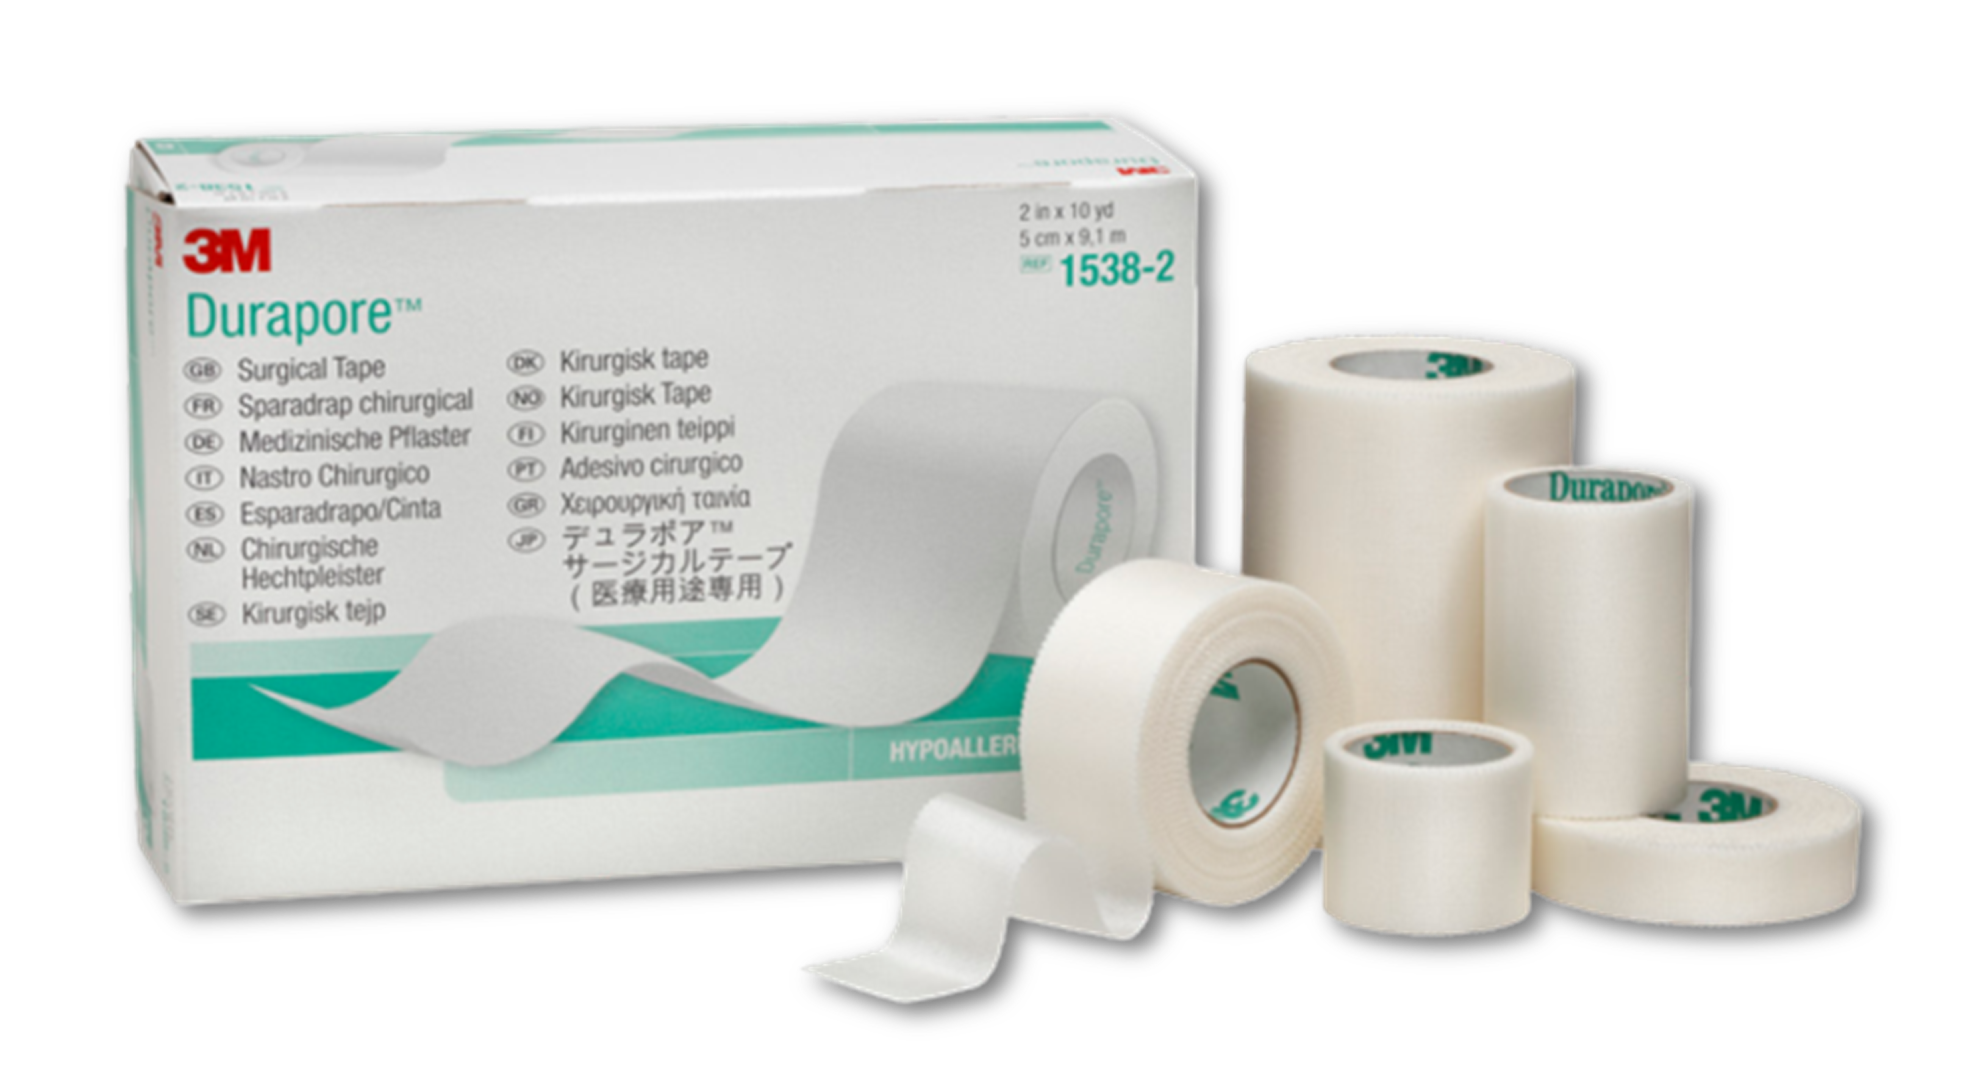 3M
Durapore™
2 in x 10 yd
5 cm x 9,1 m
REF 1538-2
GB Surgical Tape
FR Sparadrap chirurgical
DE Medizinische Pflaster
IT Nastro Chirurgico
ES Esparadrapo/Cinta
NL Chirurgische
Hechtpleister
SE Kirurgisk tejp
DK Kirurgisk tape
NO Kirurgisk Tape
FI Kirurginen teippi
PT Adesivo cirurgico
GR Χειρουργική ταινία
JP デュラポア™
サージカルテープ
(医療用途専用)
Durapore™
HYPOALLER
3M
Durapore
3M
3M